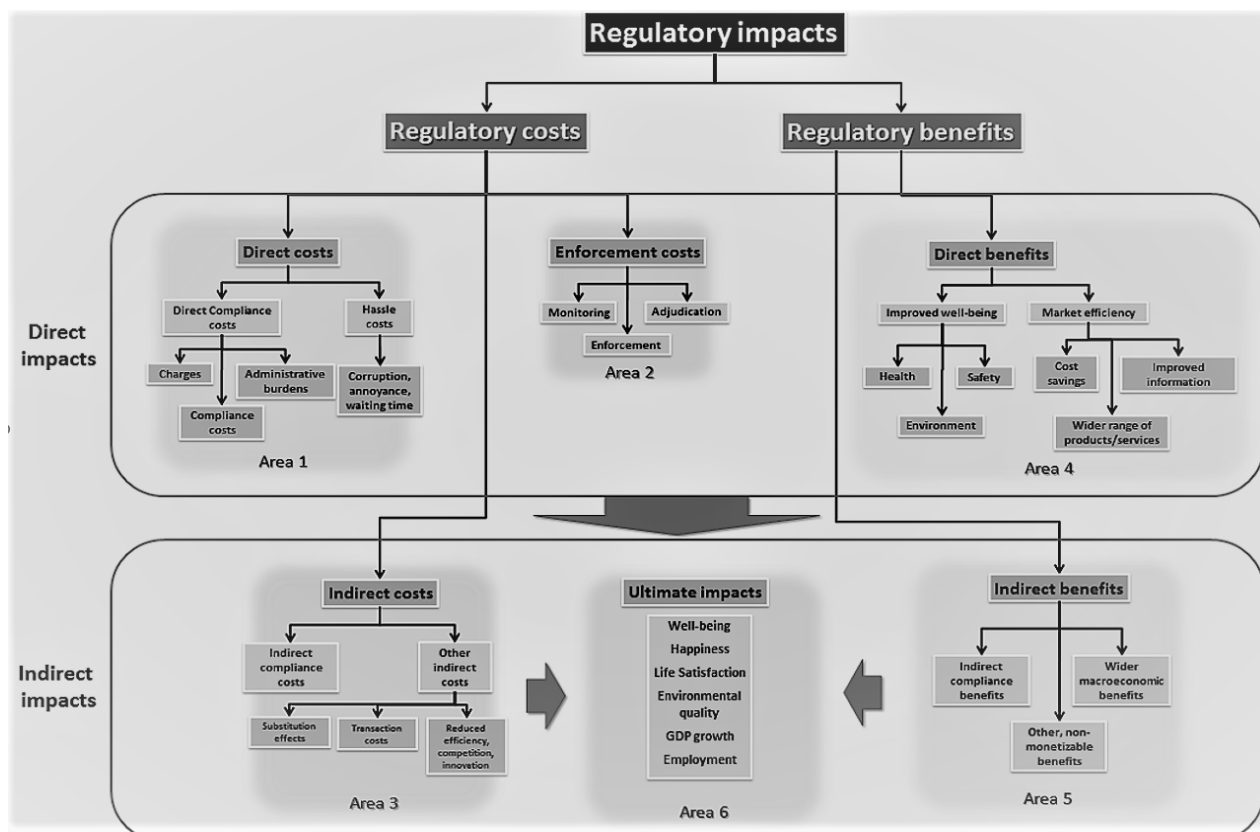 Regulatory impacts
Regulatory costs
Regulatory benefits
Direct
impacts
Direct costs
Direct Compliance
costs
Hassle
costs
Charges
Administrative
burdens
Compliance
costs
Corruption,
annoyance,
waiting time
Area 1
Enforcement costs
Monitoring
Adjudication
Enforcement
Area 2
Direct benefits
Improved well-being
Market efficiency
Health
Safety
Environment
Cost
savings
Improved
information
Wider range of
products/services
Area 4
Indirect
impacts
Indirect costs
Indirect
compliance
costs
Other
indirect
costs
Substitution
effects
Transaction
costs
Reduced
efficiency,
competition,
innovation
Area 3
Ultimate impacts
Well-being
Happiness
Life Satisfaction
Environmental
quality
GDP growth
Employment
Area 6
Indirect benefits
Indirect
compliance
benefits
Wider
macroeconomic
benefits
Other, non-
monetizable
benefits
Area 5